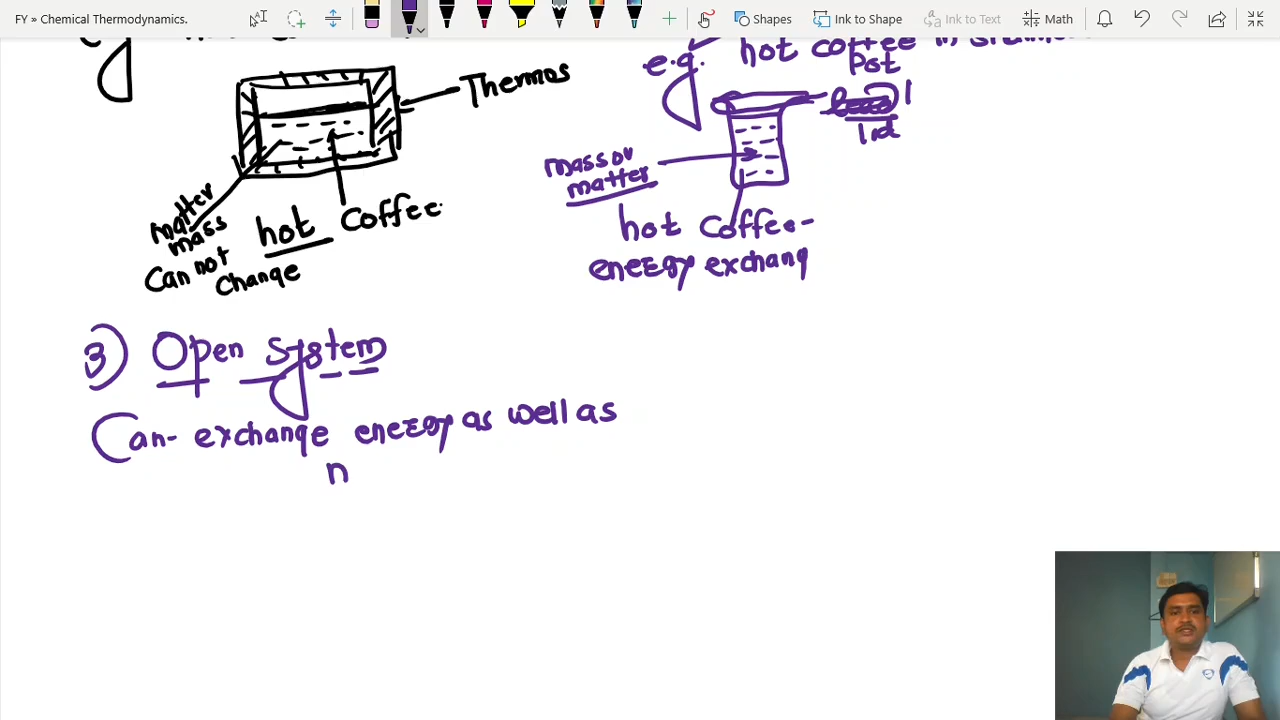 FY » Chemical Thermodynamics.
Shapes
Ink to Shape
Ink to Text
Math
e.g. hot coffee in
Pot
lid
Thermos
matter
mass
Can not
change
hot Coffee
mass or
matter
hot Coffee-
energy exchang
3) Open system
Can- exchange energy as well as
n